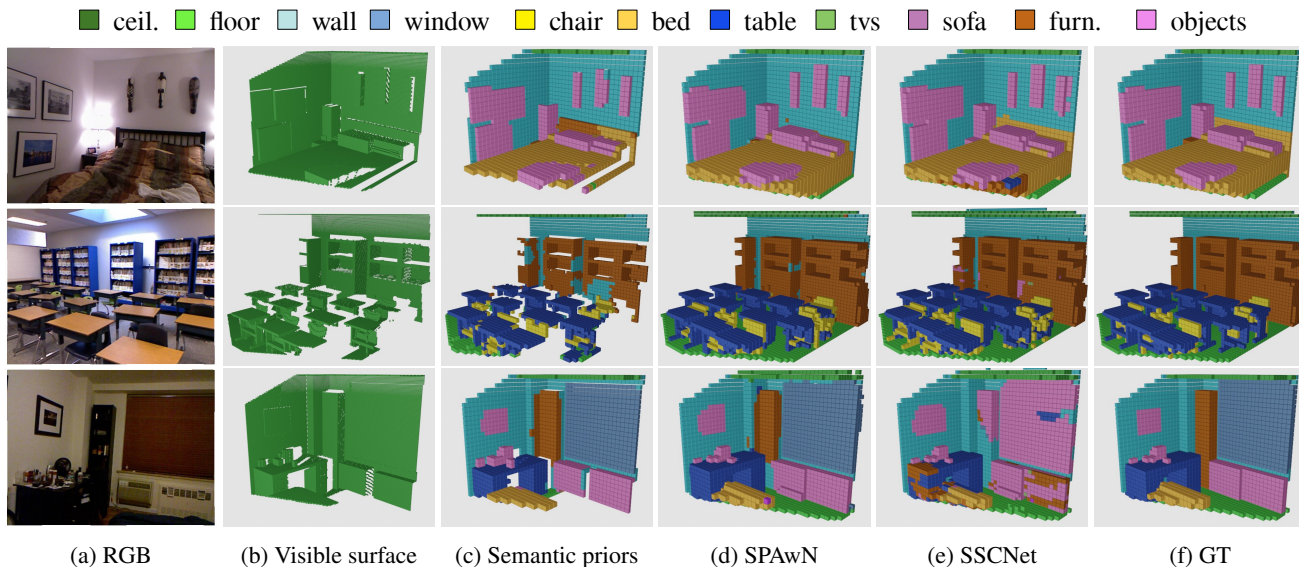 ceil. floor wall window chair bed table tvs sofa furn. objects
(a) RGB (b) Visible surface (c) Semantic priors (d) SPAwN (e) SSCNet (f) GT